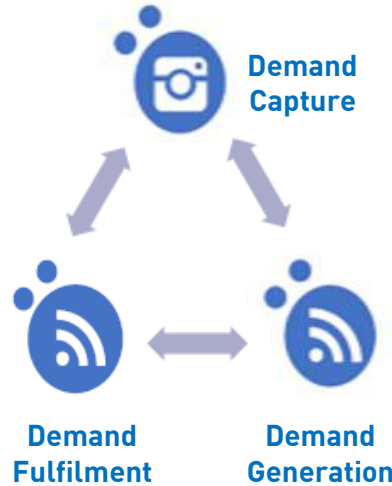 Demand
Capture
Demand
Fulfilment
Demand
Generation